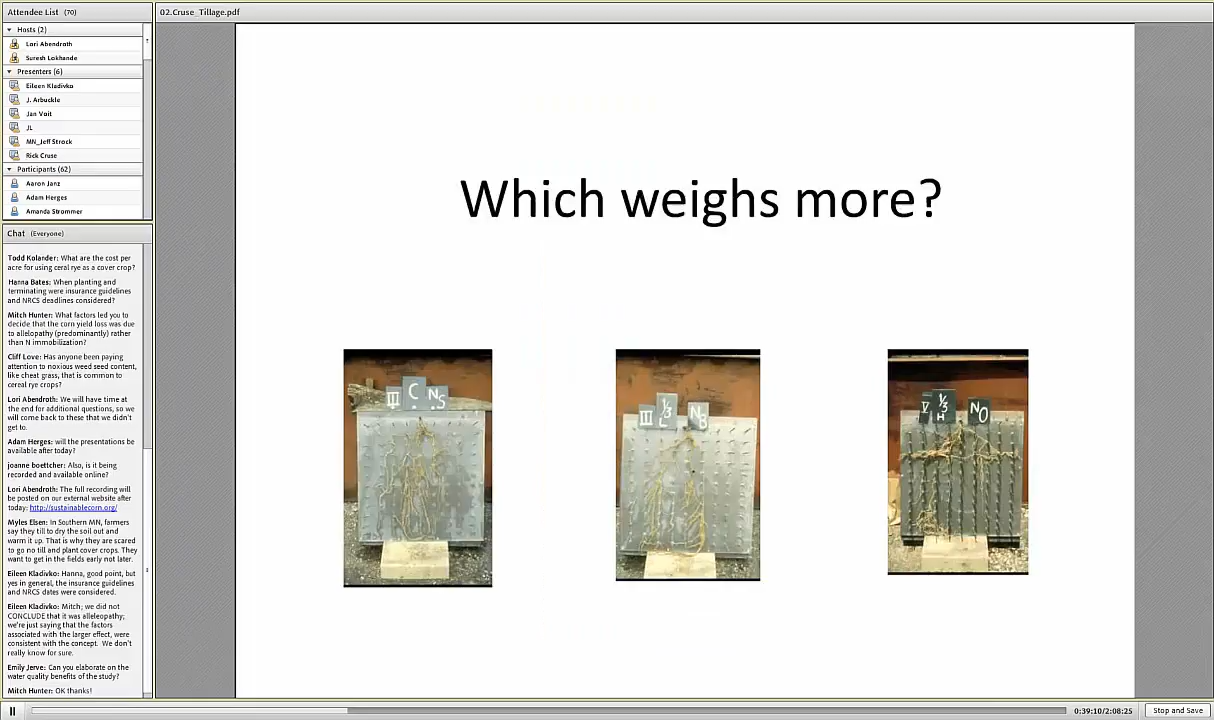 Attendee List (70)
Hosts (2)
Lori Abendroth
Suresh Lokhande
Presenters (6)
Eileen Kladivko
J. Arbuckle
Jan Voit
JL
MN_Jeff Strock
Rick Cruse
Participants (62)
Aaron Janz
Adam Herges
Amanda Strommer
Chat (Everyone)
Todd Kolander: What are the cost per
acre for using ceral rye as a cover crop?
Hanna Bates: When planting and
terminating were insurance guidelines
and NRCS deadlines considered?
Mitch Hunter: What factors led you to
decide that the corn yield loss was due
to allelopathy (predominantly) rather
than N immobilization?
Cliff Love: Has anyone been paying
attention to noxious weed seed content,
like cheat grass, that is common to
cereal rye crops?
Lori Abendroth: We will have time at
the end for additional questions, so we
will come back to these that we didn't
get to.
Adam Herges: will the presentations be
available after today?
joanne boettcher: Also, is it being
recorded and available online?
Lori Abendroth: The full recording will
be posted on our external website after
today: http://sustainablecorn.org/
Myles Elsen: In Southern MN, farmers
say they till to dry the soil out and
warm it up. That is why they are scared
to go no till and plant cover crops. They
want to get in the fields early not later.
Eileen Kladivko: Hanna, good point, but
yes in general, the insurance guidelines
and NRCS dates were considered.
Eileen Kladivko: Mitch; we did not
CONCLUDE that it was alleleopathy;
we're just saying that the factors
associated with the larger effect, were
consistent with the concept. We don't
really know for sure.
Emily Jerve: Can you elaborate on the
water quality benefits of the study?
Mitch Hunter: OK thanks!
02.Cruse_Tillage.pdf
Which weighs more?
III C NS
III 1/3 L NB
V 1/3 H NO
0:39:10/2:08:25
Stop and Save